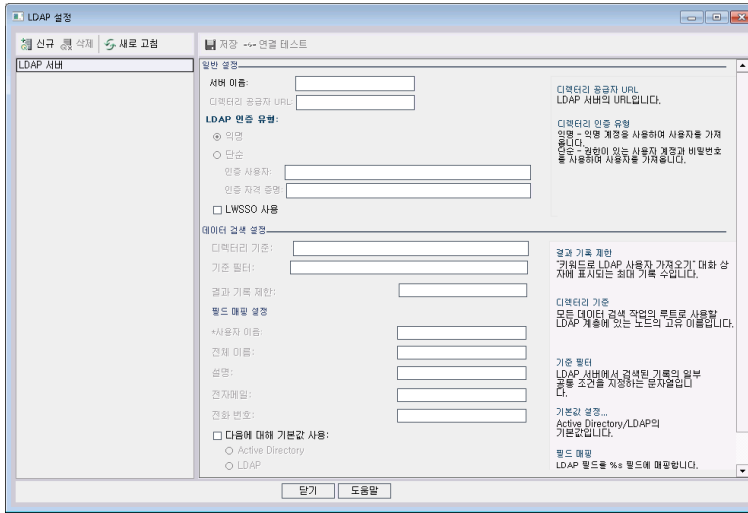 LDAP 설정
신규 삭제 새로 고침
저장 연결 테스트
LDAP 서버
일반 설정
서버 이름:
디렉터리 공급자 URL:
LDAP 인증 유형:
익명
단순
인증 사용자:
인증 자격 증명:
LWSSO 사용
디렉터리 공급자 URL
LDAP 서버의 URL입니다.
디렉터리 인증 유형
익명 - 익명 계정을 사용하여 사용자를 가져
옵니다.
단순 - 권한이 있는 사용자 계정과 비밀번호
를 사용하여 사용자를 가져옵니다.
데이터 검색 설정
디렉터리 기준:
기준 필터:
결과 기록 제한:
필드 매핑 설정
*사용자 이름:
전체 이름:
설명:
전자메일:
전화 번호:
다음에 대해 기본값 사용:
Active Directory
LDAP
결과 기록 제한
"키워드로 LDAP 사용자 가져오기" 대화 상
자에 표시되는 최대 기록 수입니다.
디렉터리 기준
모든 데이터 검색 작업의 루트로 사용할
LDAP 계층에 있는 노드의 고유 이름입니다.
기준 필터
LDAP 서버에서 검색된 기록의 일부
공통 조건을 지정하는 문자열입니
다.
기본값 설정...
Active Directory/LDAP의
기본값입니다.
필드 매핑
LDAP 필드를 %s 필드에 매핑합니다.
닫기 도움말